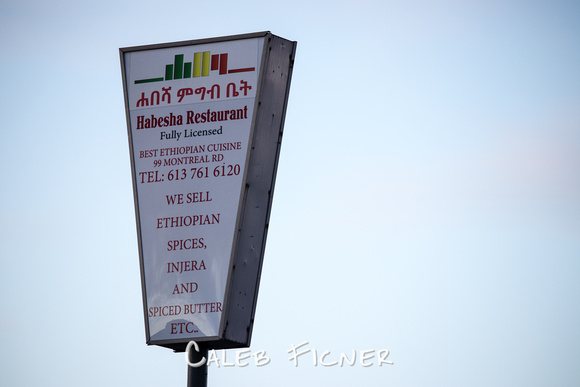 ሐበሻ ምግብ ቤት
Habesha Restaurant
Fully Licensed
BEST ETHIOPIAN CUISINE
99 MONTREAL RD
TEL: 613 761 6120
WE SELL
ETHIOPIAN
SPICES,
INJERA
AND
SPICED BUTTER
ETC..
CALEB FICNER